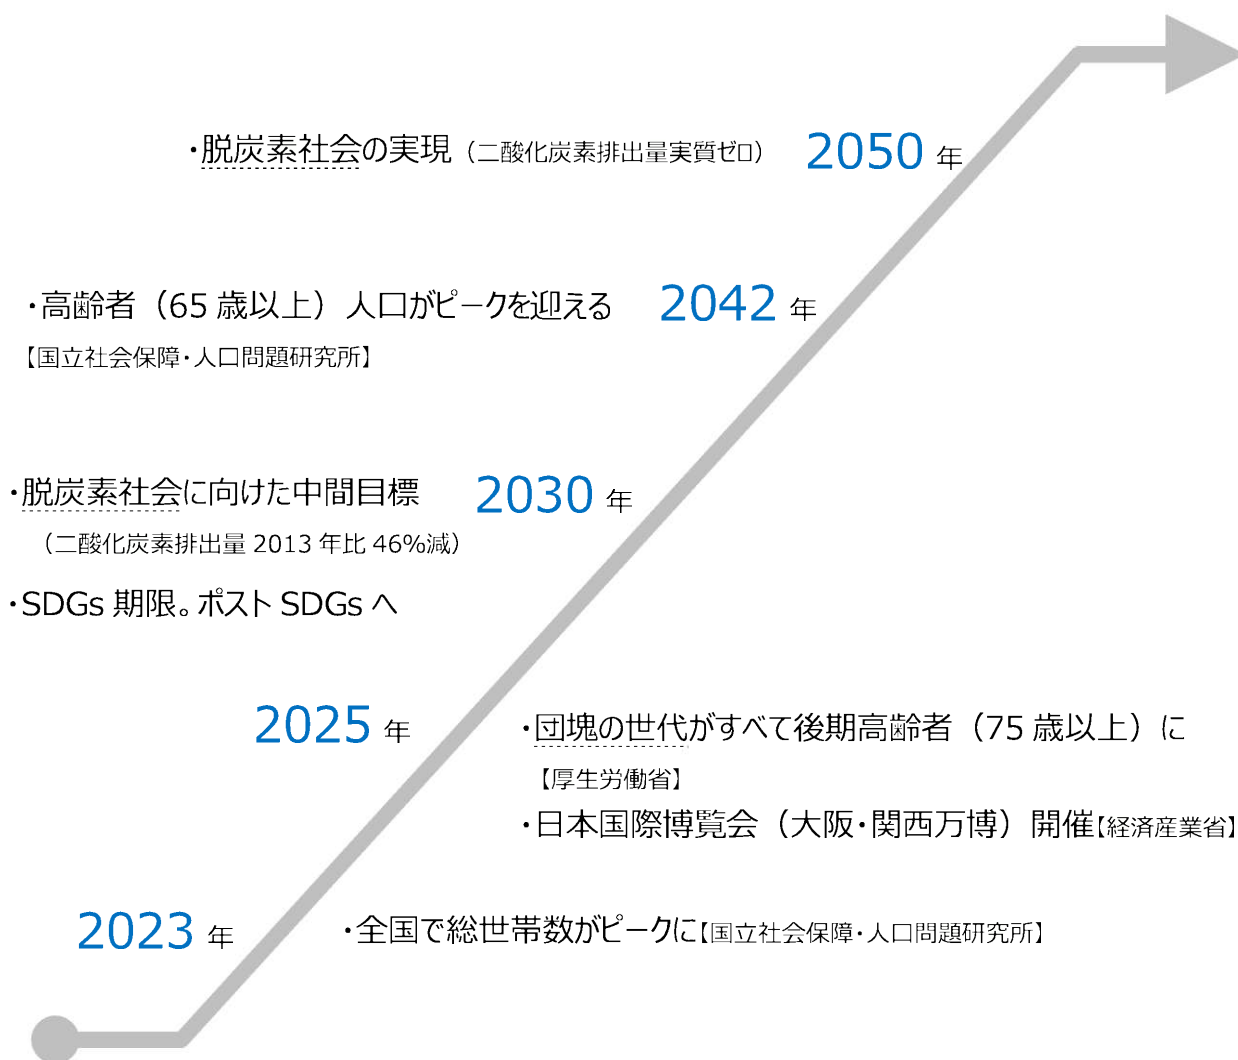 ・脱炭素社会の実現（二酸化炭素排出量実質ゼロ） 2050 年
・高齢者（65 歳以上）人口がピークを迎える 2042 年
【国立社会保障・人口問題研究所】
・脱炭素社会に向けた中間目標 2030 年
（二酸化炭素排出量 2013 年比 46%減）
・SDGs 期限。ポスト SDGs へ
2025 年 ・団塊の世代がすべて後期高齢者（75 歳以上）に
【厚生労働省】
・日本国際博覧会（大阪・関西万博）開催【経済産業省】
2023 年 ・全国で総世帯数がピークに【国立社会保障・人口問題研究所】